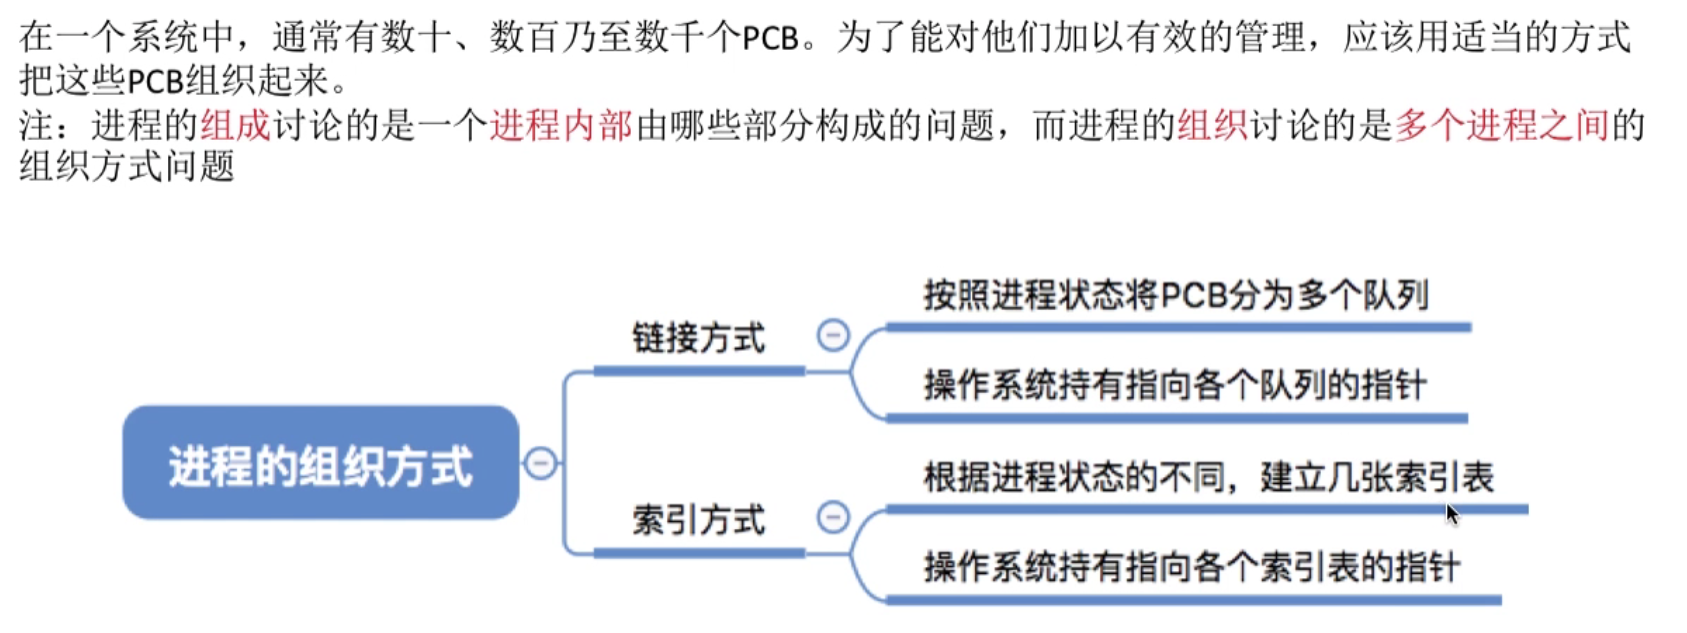 在一个系统中，通常有数十、数百乃至数千个PCB。为了能对他们加以有效的管理，应该用适当的方式
把这些PCB组织起来。
注：进程的组成讨论的是一个进程内部由哪些部分构成的问题，而进程的组织讨论的是多个进程之间的
组织方式问题
进程的组织方式
链接方式
按照进程状态将PCB分为多个队列
操作系统持有指向各个队列的指针
索引方式
根据进程状态的不同，建立几张索引表
操作系统持有指向各个索引表的指针